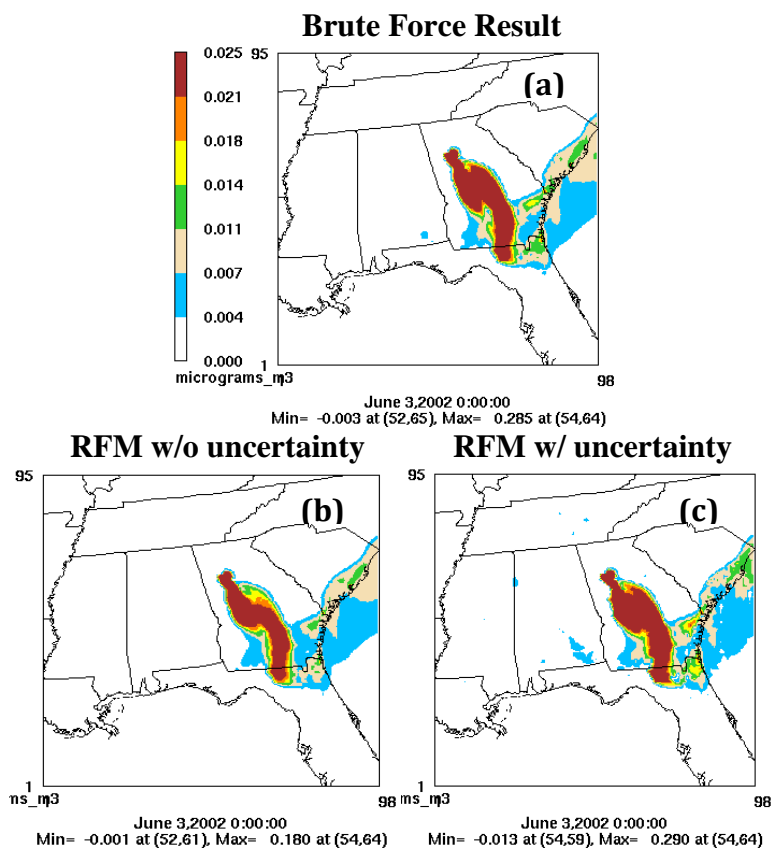 Brute Force Result
0.025
0.021
0.018
0.014
0.011
0.007
0.004
0.000
micrograms_m3
95
(a)
1
1
98
June 3,2002 0:00:00
Min= -0.003 at (52,65), Max= 0.285 at (54,64)
RFM w/o uncertainty
95
(b)
1
ms_m3
1
98
June 3,2002 0:00:00
Min= -0.001 at (52,61), Max= 0.180 at (54,64)
RFM w/ uncertainty
95
(c)
1
ms_m3
1
98
June 3,2002 0:00:00
Min= -0.013 at (54,59), Max= 0.290 at (54,64)